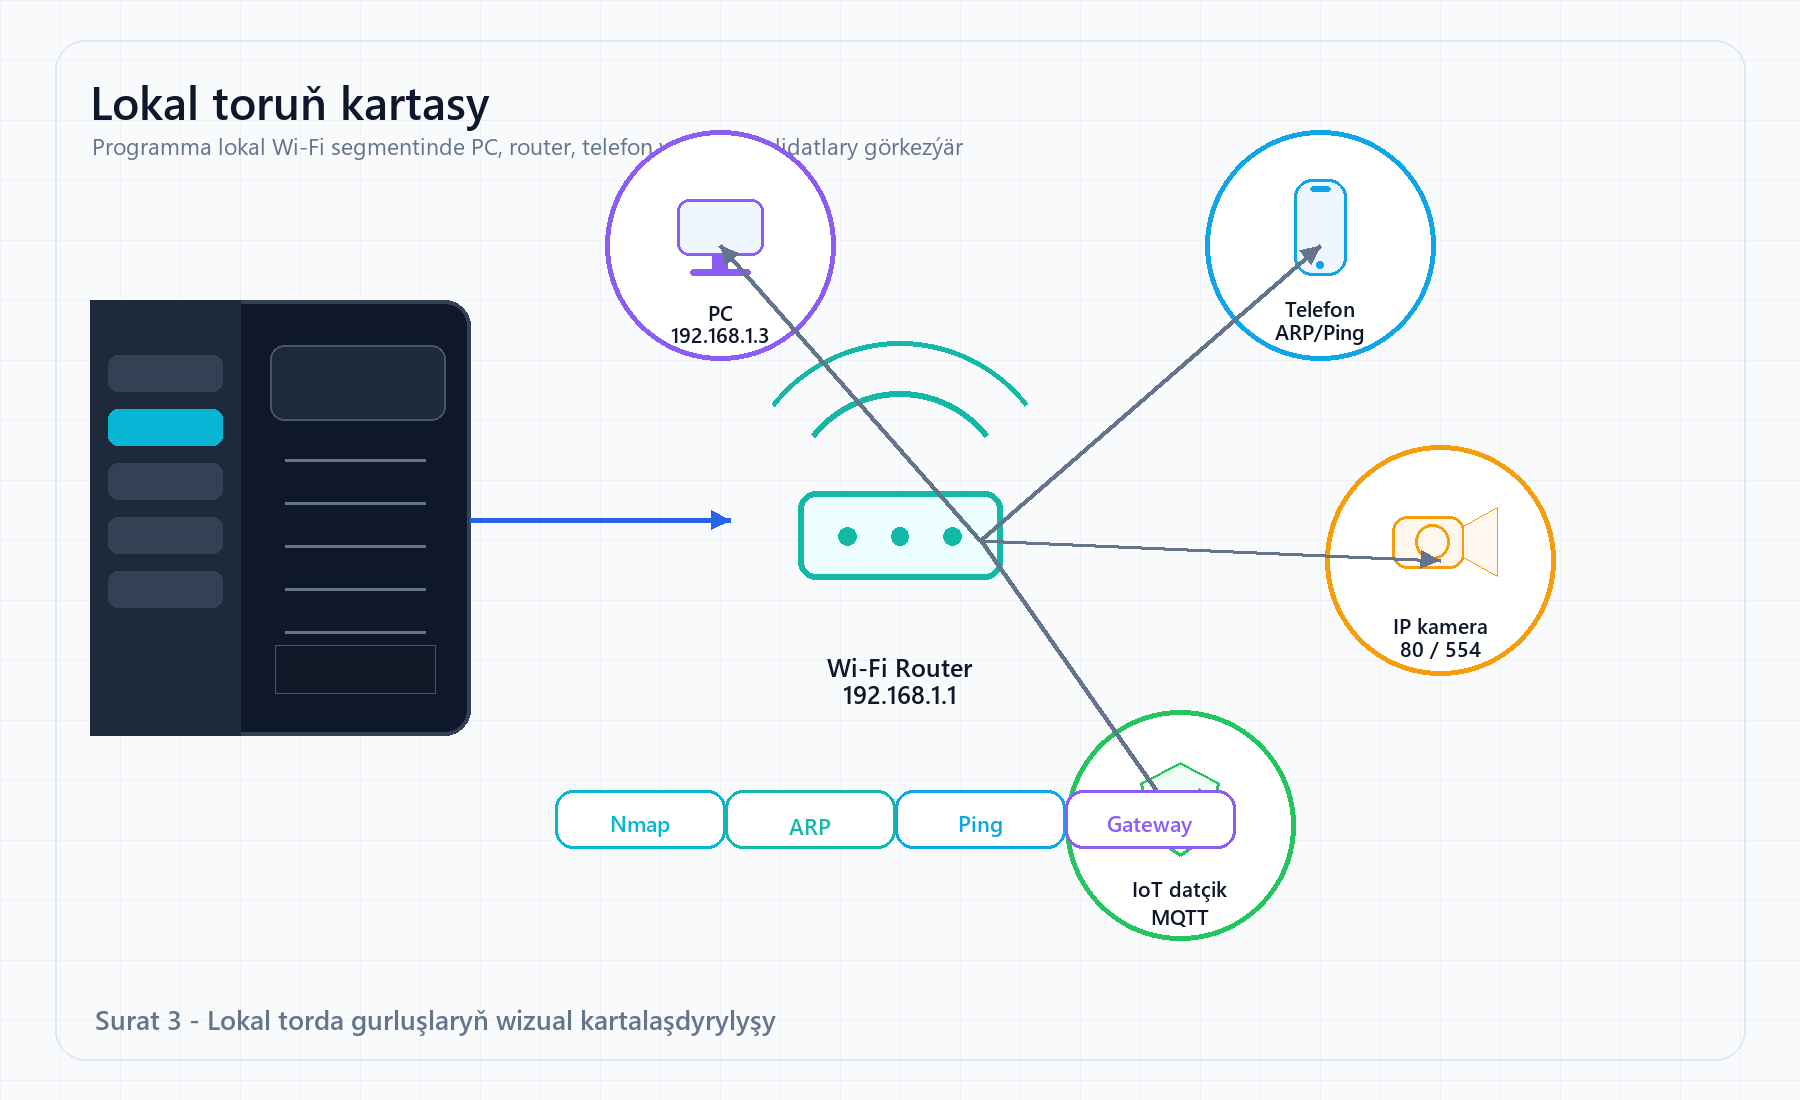 Lokal toruň kartasy
Programma lokal Wi-Fi segmentinde PC, router, telefon görkezýär
PC
192.168.1.3
Telefon
ARP/Ping
IP kamera
80 / 554
Wi-Fi Router
192.168.1.1
Nmap
ARP
Ping
Gateway
IoT datçik
MQTT
Surat 3 - Lokal torda gurluşlaryň wizual kartalaşdyrylyşy